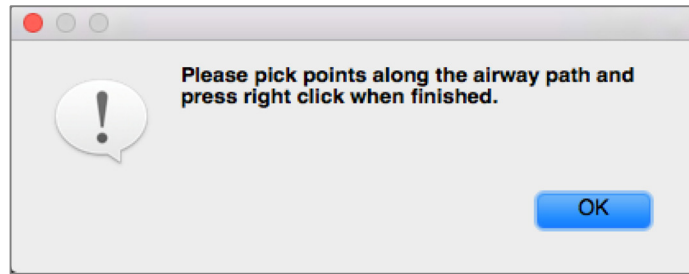 Please pick points along the airway path and
press right click when finished.
OK